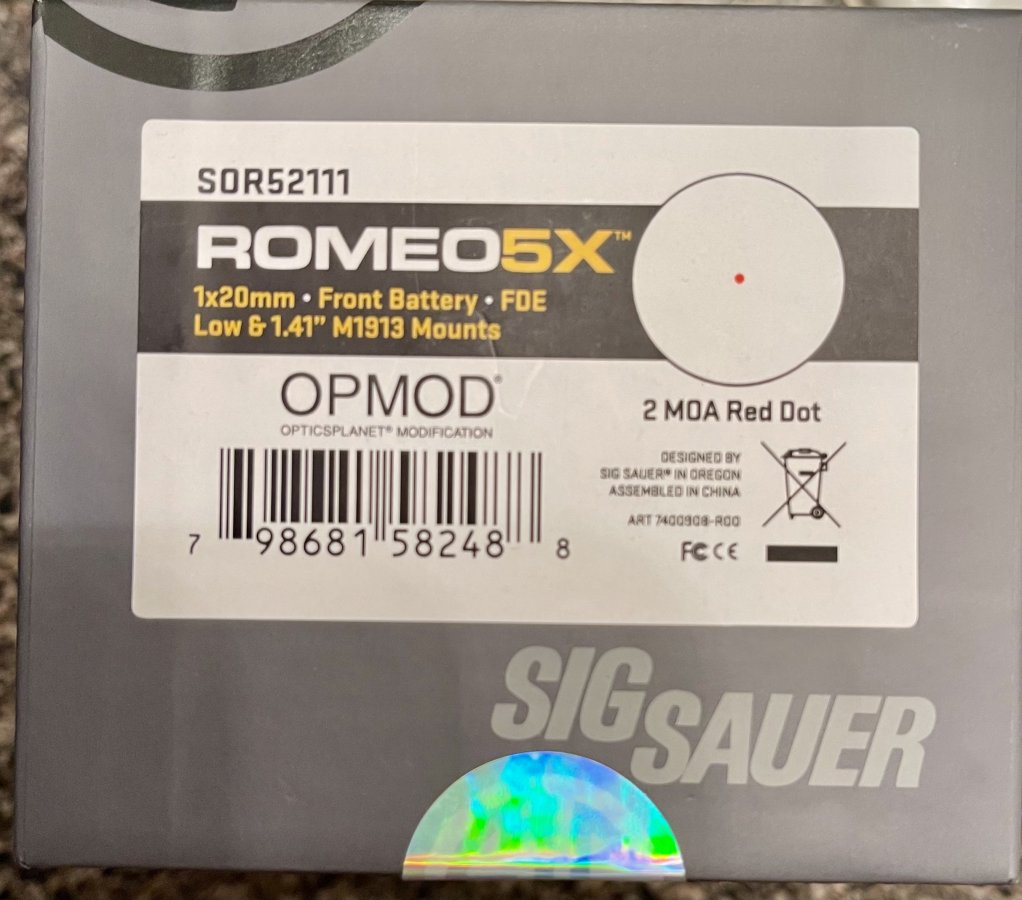 SOR52111
ROMEO5X™
1x20mm • Front Battery • FDE
Low & 1.41” M1913 Mounts
OPMOD®
OPTICSPLANET® MODIFICATION
7 98681 58248 8
2 MOA Red Dot
DESIGNED BY
SIG SAUER® IN OREGON
ASSEMBLED IN CHINA
ART 7400908-R00
FC CE
SIG
SAUER